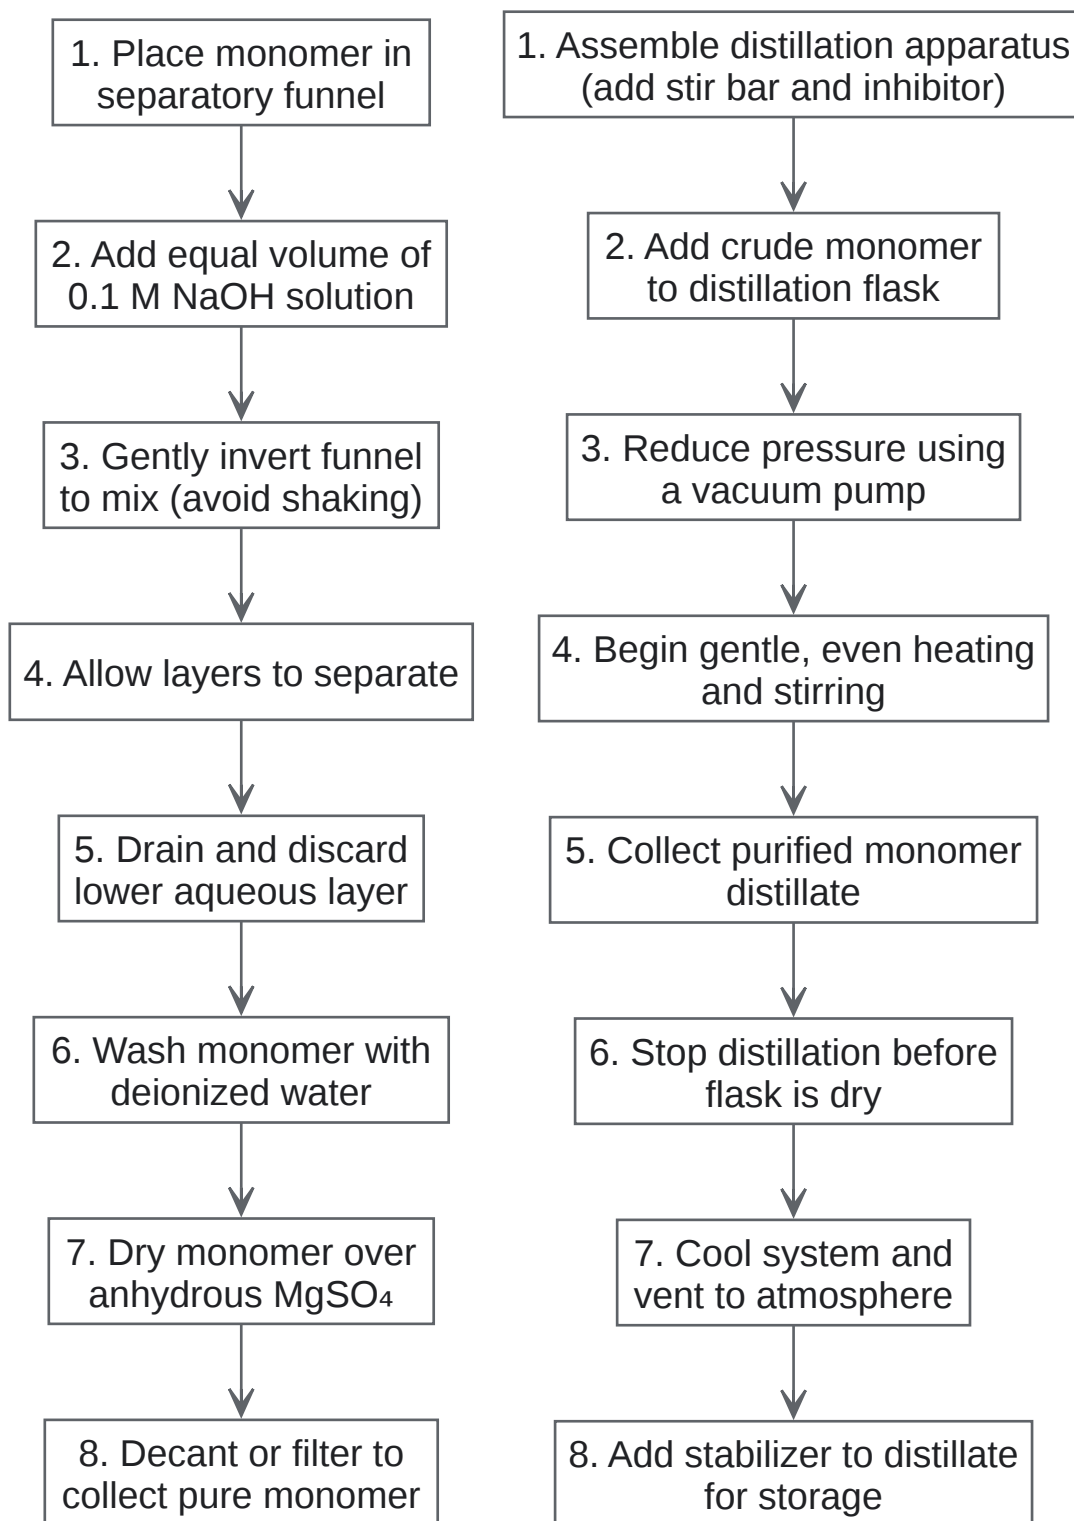 1. Place monomer in
separatory funnel
2. Add equal volume of
0.1 M NaOH solution
3. Gently invert funnel
to mix (avoid shaking)
4. Allow layers to separate
5. Drain and discard
lower aqueous layer
6. Wash monomer with
deionized water
7. Dry monomer over
anhydrous MgSO₄
8. Decant or filter to
collect pure monomer
1. Assemble distillation apparatus
(add stir bar and inhibitor)
2. Add crude monomer
to distillation flask
3. Reduce pressure using
a vacuum pump
4. Begin gentle, even heating
and stirring
5. Collect purified monomer
distillate
6. Stop distillation before
flask is dry
7. Cool system and
vent to atmosphere
8. Add stabilizer to distillate
for storage